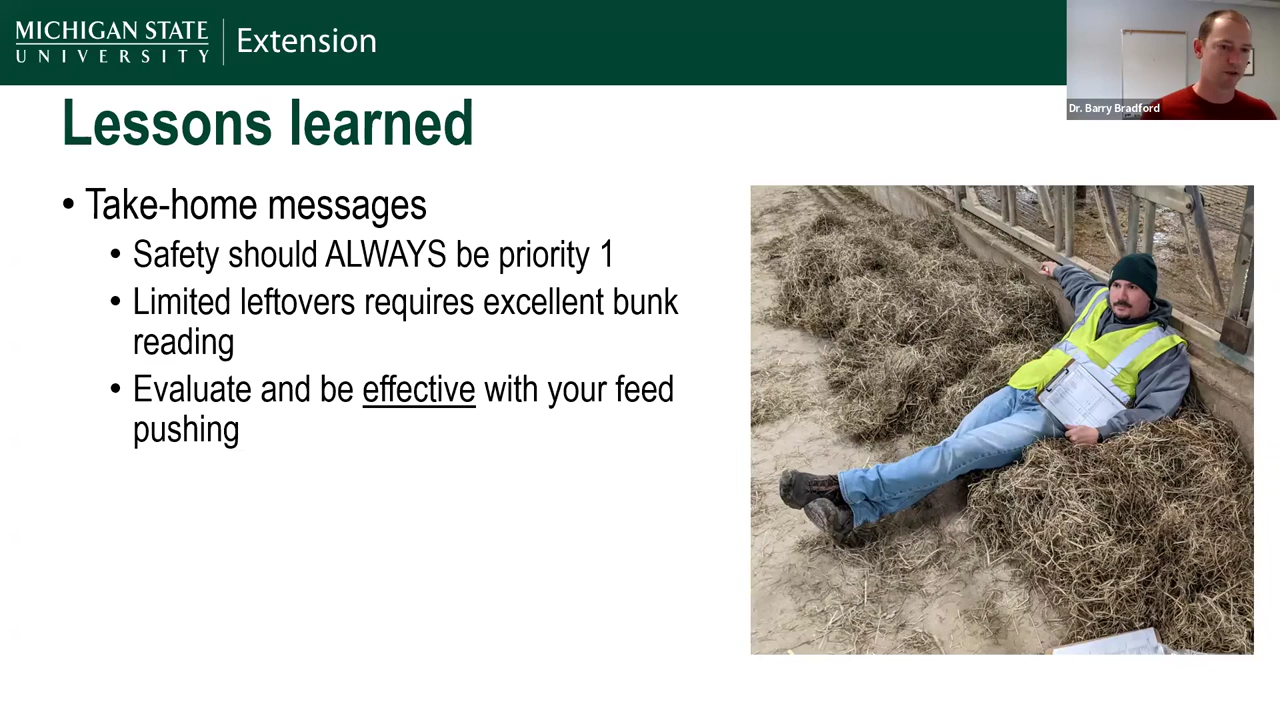 MICHIGAN STATE
UNIVERSITY
Extension
Dr. Barry Bradford
Lessons learned
• Take-home messages
• Safety should ALWAYS be priority 1
• Limited leftovers requires excellent bunk
reading
• Evaluate and be effective with your feed
pushing